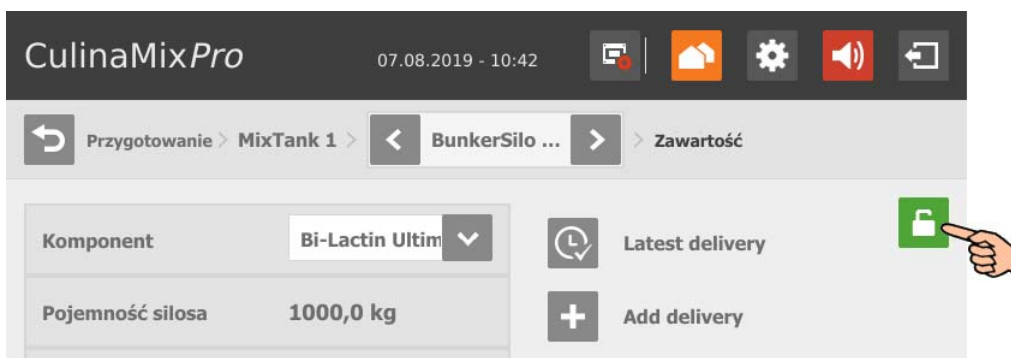 CulinaMixPro 07.08.2019 - 10:42
Przygotowanie > MixTank 1 > BunkerSilo ... > Zawartość
Komponent Bi-Lactin Ultim Latest delivery
Pojemność silosa 1000,0 kg Add delivery